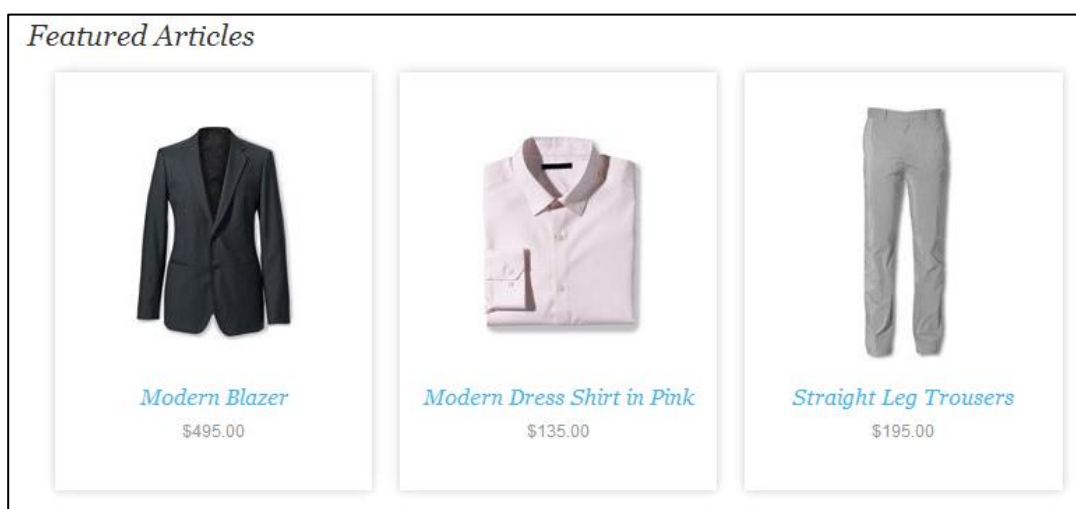 Featured Articles
Modern Blazer
$495.00
Modern Dress Shirt in Pink
$135.00
Straight Leg Trousers
$195.00